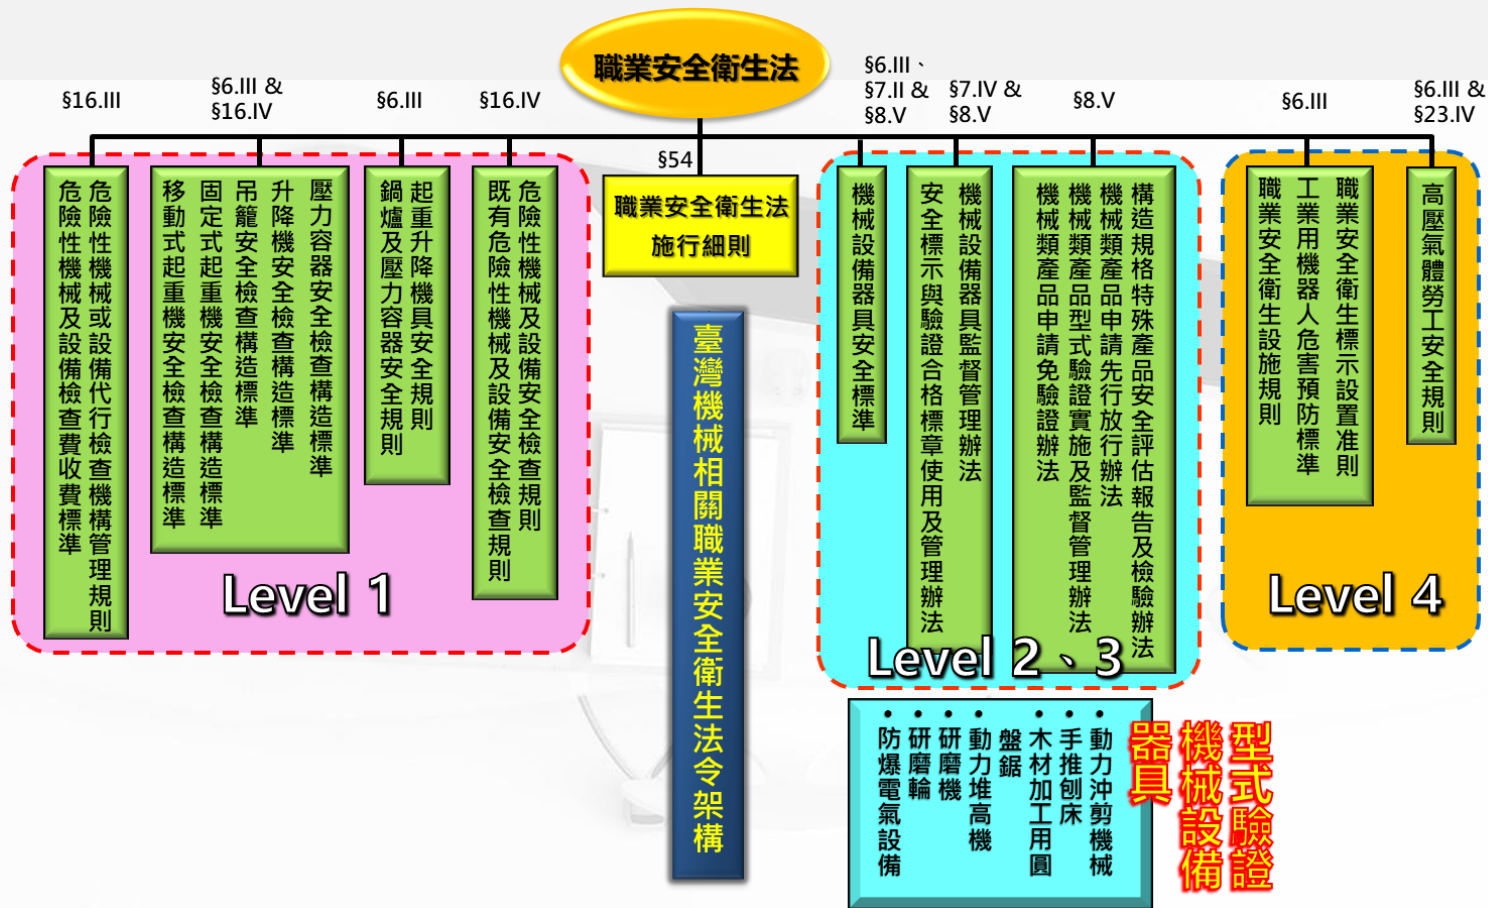 職業安全衛生法
§16.III
§6.III &
§16.IV
§6.III
§16.IV
§54
§6.III、
§7.II &
§8.V
§7.IV &
§8.V
§8.V
§6.III
§6.III &
§23.IV
危險性機械或設備代行檢查機構管理規則
危險性機械及設備檢查費收費標準
壓力容器安全檢查構造標準
升降機安全檢查構造標準
吊籠安全檢查構造標準
固定式起重機安全檢查構造標準
移動式起重機安全檢查構造標準
起重升降機具安全規則
鍋爐及壓力容器安全規則
危險性機械及設備安全檢查規則
既有危險性機械及設備安全檢查規則
Level 1
職業安全衛生法
施行細則
臺灣機械相關職業安全衛生法令架構
機械設備器具安全標準
機械設備器具監督管理辦法
安全標示與驗證合格標章使用及管理辦法
構造規格特殊產品安全評估報告及檢驗辦法
機械類產品申請先行放行辦法
機械類產品型式驗證實施及監督管理辦法
機械類產品申請免驗證辦法
Level 2、3
職業安全衛生標示設置准則
工業用機器人危害預防標準
職業安全衛生設施規則
高壓氣體勞工安全規則
Level 4
•動力沖剪機械
•手推刨床
•木材加工用圓
盤鋸
•動力堆高機
•研磨機
•研磨輪
•防爆電氣設備
型式驗證
機械設備
器具